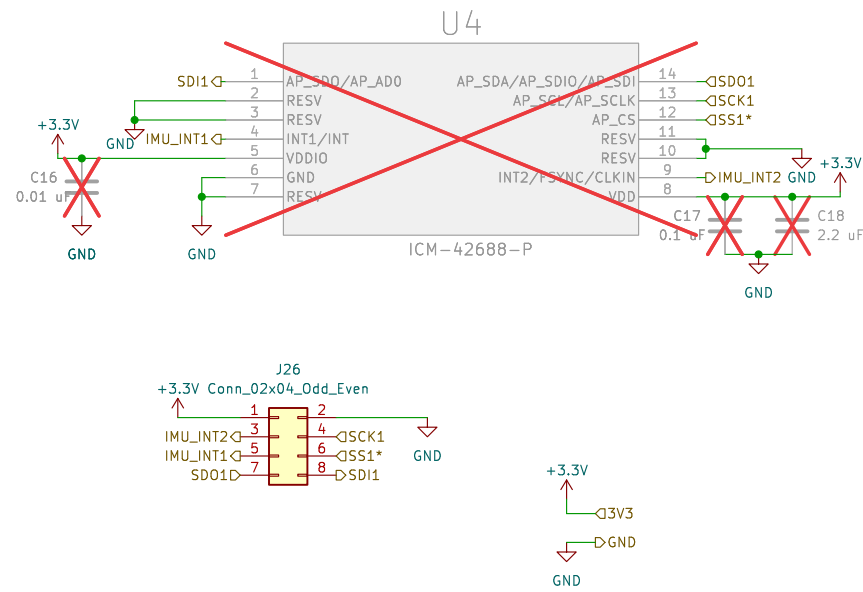 U4
SDI1 1 AP_SDO/AP_AD0 AP_SDA/AP_SDIO/AP_SDI 14 SDO1
2 RESV AP_SCL/AP_SCLK 13 SCK1
3 RESV AP_CS 12 SS1*
+3.3V GND IMU_INT1 4 INT1/INT RESV 11
5 VDDIO RESV 10 GND +3.3V
C16 6 GND INT2/FSYNC/CLKIN 9 IMU_INT2
0.01 uF 7 RESV VDD 8
C17 C18
0.1 uF 2.2 uF
GND GND ICM-42688-P
GND
J26
+3.3V Conn_02x04_Odd_Even
1 2
IMU_INT2 3 4 SCK1
IMU_INT1 5 6 SS1* GND
SDO1 7 8 SDI1
+3.3V
3V3
GND
GND